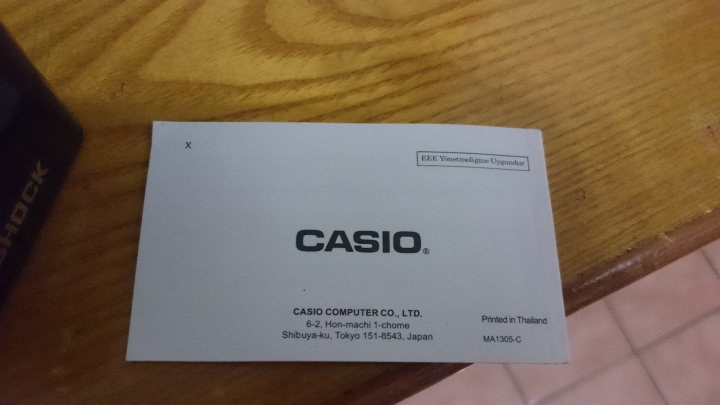 X
EEE Yonetmeligine Uygundur
CASIO®
CASIO COMPUTER CO., LTD.
6-2, Hon-machi 1-chome
Shibuya-ku, Tokyo 151-8543, Japan
Printed in Thailand
MA1305-C
SHOCK